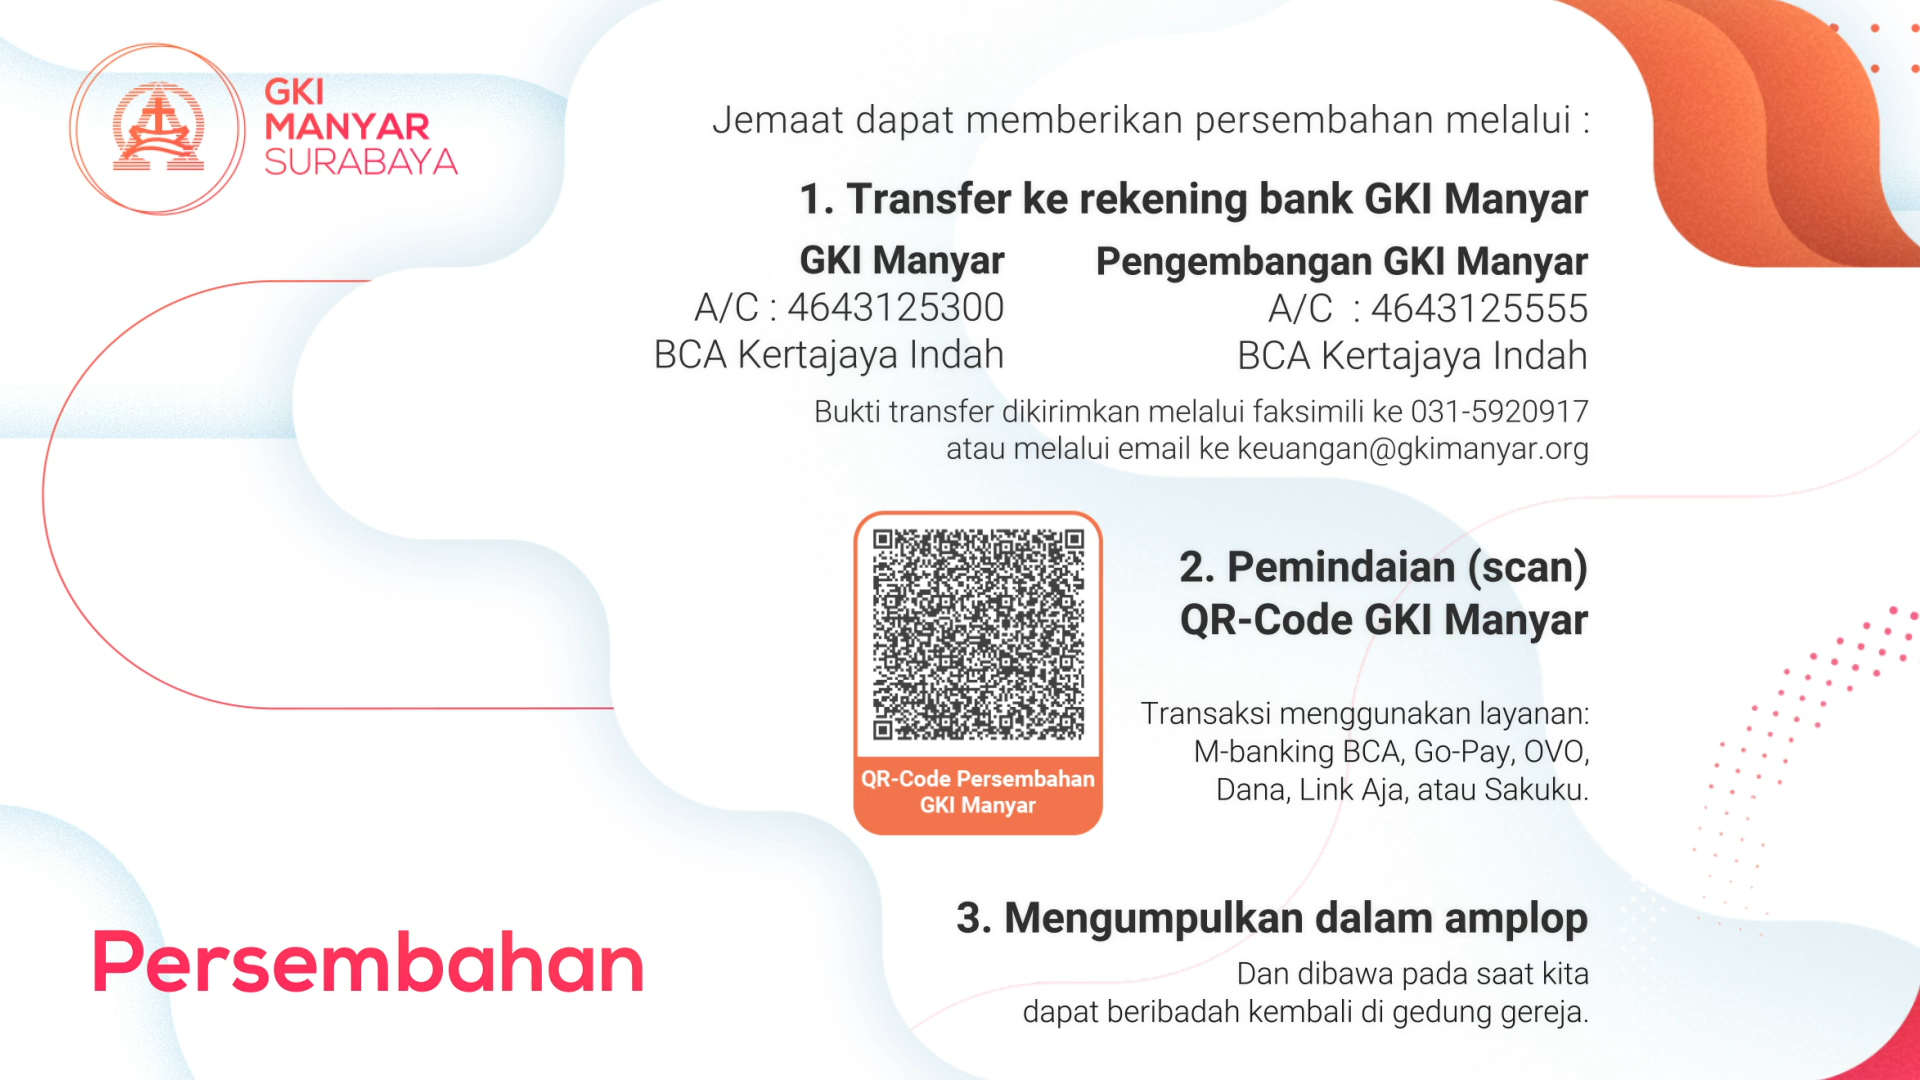 GKI
MANYAR
SURABAYA
Jemaat dapat memberikan persembahan melalui :
1. Transfer ke rekening bank GKI Manyar
GKI Manyar
A/C : 4643125300
BCA Kertajaya Indah
Pengembangan GKI Manyar
A/C : 4643125555
BCA Kertajaya Indah
Bukti transfer dikirimkan melalui faksimili ke 031-5920917
atau melalui email ke keuangan@gkimanyar.org
QR-Code Persembahan
GKI Manyar
2. Pemindaian (scan)
QR-Code GKI Manyar
Transaksi menggunakan layanan:
M-banking BCA, Go-Pay, OVO,
Dana, Link Aja, atau Sakuku.
3. Mengumpulkan dalam amplop
Dan dibawa pada saat kita
dapat beribadah kembali di gedung gereja.
Persembahan